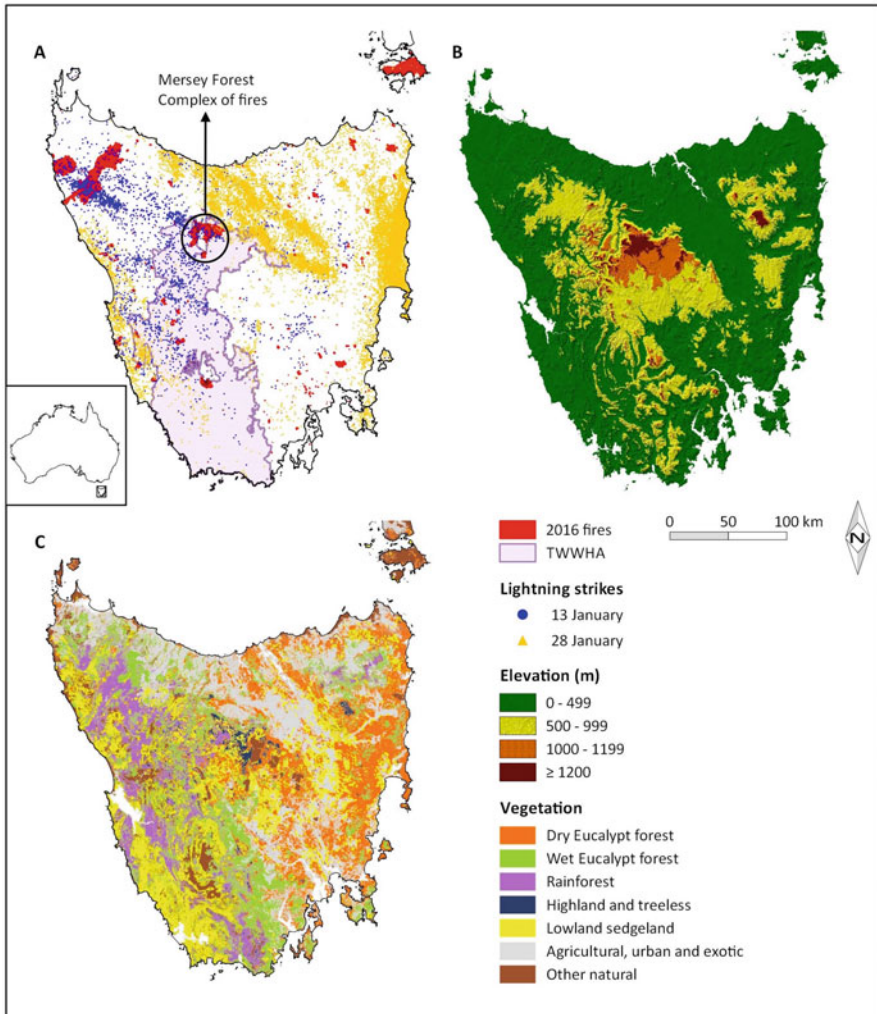 A
Mersey Forest
Complex of fires
B
C
2016 fires
TWWHA
0 50 100 km
N
Lightning strikes
13 January
28 January
Elevation (m)
0 - 499
500 - 999
1000 - 1199
≥ 1200
Vegetation
Dry Eucalypt forest
Wet Eucalypt forest
Rainforest
Highland and treeless
Lowland sedgeland
Agricultural, urban and exotic
Other natural